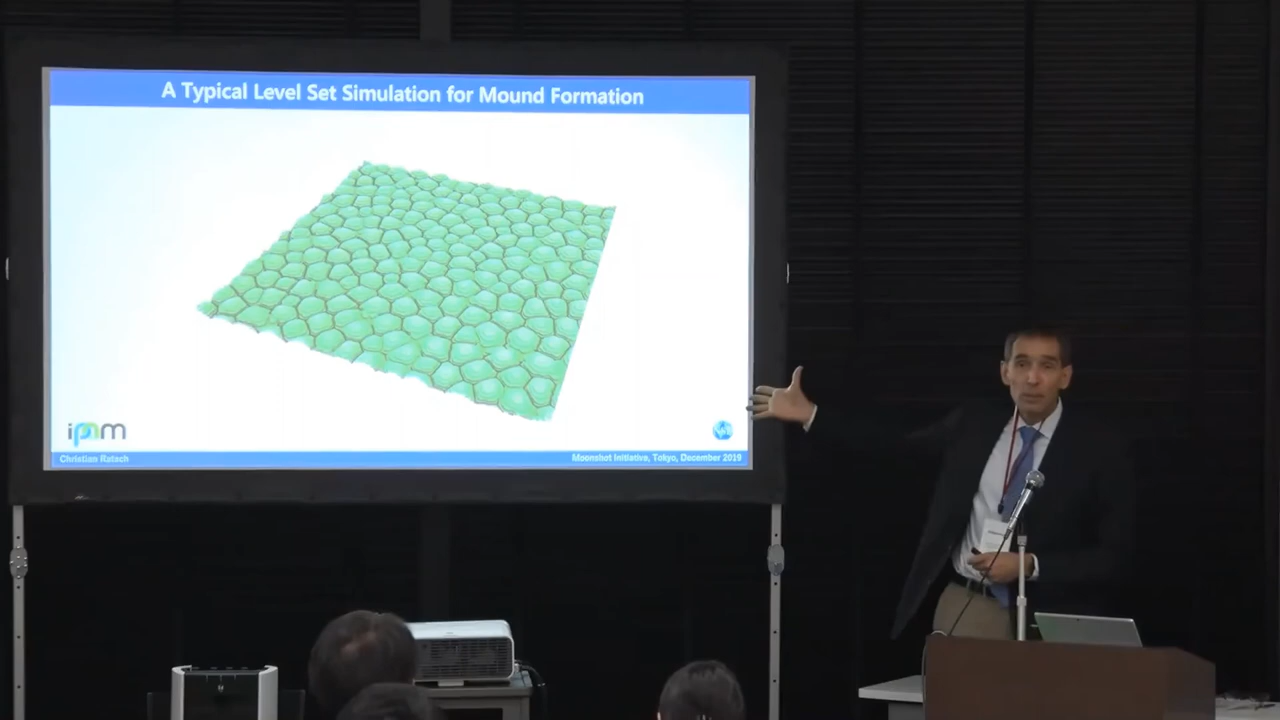 A Typical Level Set Simulation for Mound Formation
ipam
Christian Ratsch
Moonshot Initiative, Tokyo, December 2019